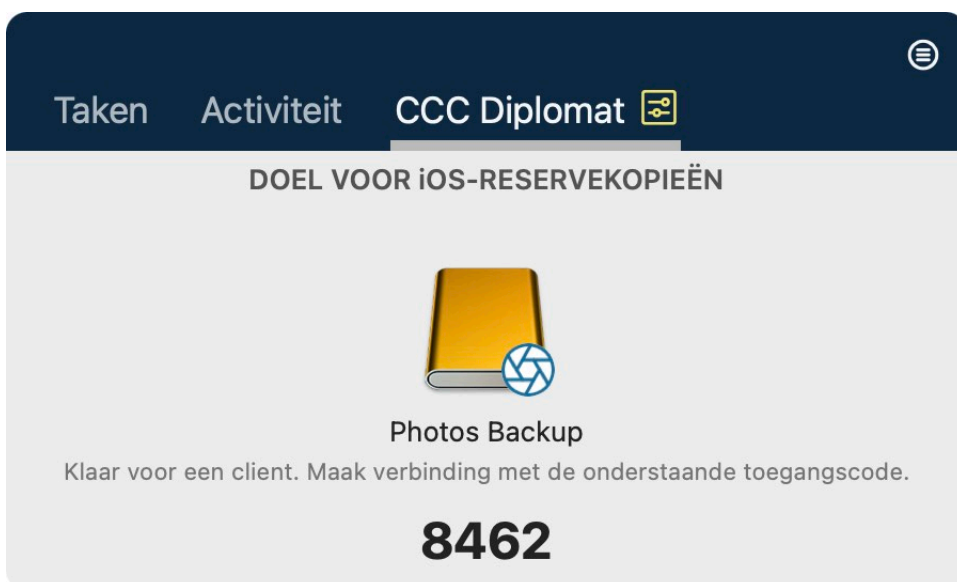 Taken Activiteit CCC Diplomat
DOEL VOOR iOS-RESERVEKOPIEËN
Photos Backup
Klaar voor een client. Maak verbinding met de onderstaande toegangscode.
8462